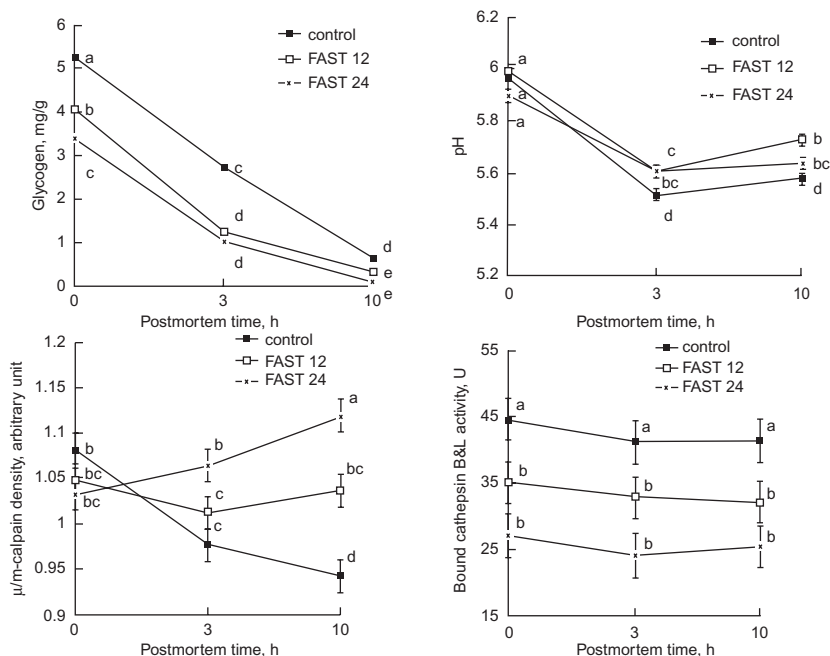 6
5
4
3
2
1
0
Glycogen, mg/g
control
FAST 12
FAST 24
a
b
c
c
d
d
d
e
e
0
3
10
Postmortem time, h
6.2
6
5.8
5.6
5.4
5.2
pH
control
FAST 12
FAST 24
a
a
a
c
bc
d
b
bc
d
0
3
10
Postmortem time, h
1.2
1.15
1.1
1.05
1
0.95
0.9
µ/m-calpain density, arbitrary unit
control
FAST 12
FAST 24
b
bc
bc
b
c
c
a
bc
d
0
3
10
Postmortem time, h
55
45
35
25
15
Bound cathepsin B&L activity, U
control
FAST 12
FAST 24
a
a
a
b
b
b
b
b
b
0
3
10
Postmortem time, h